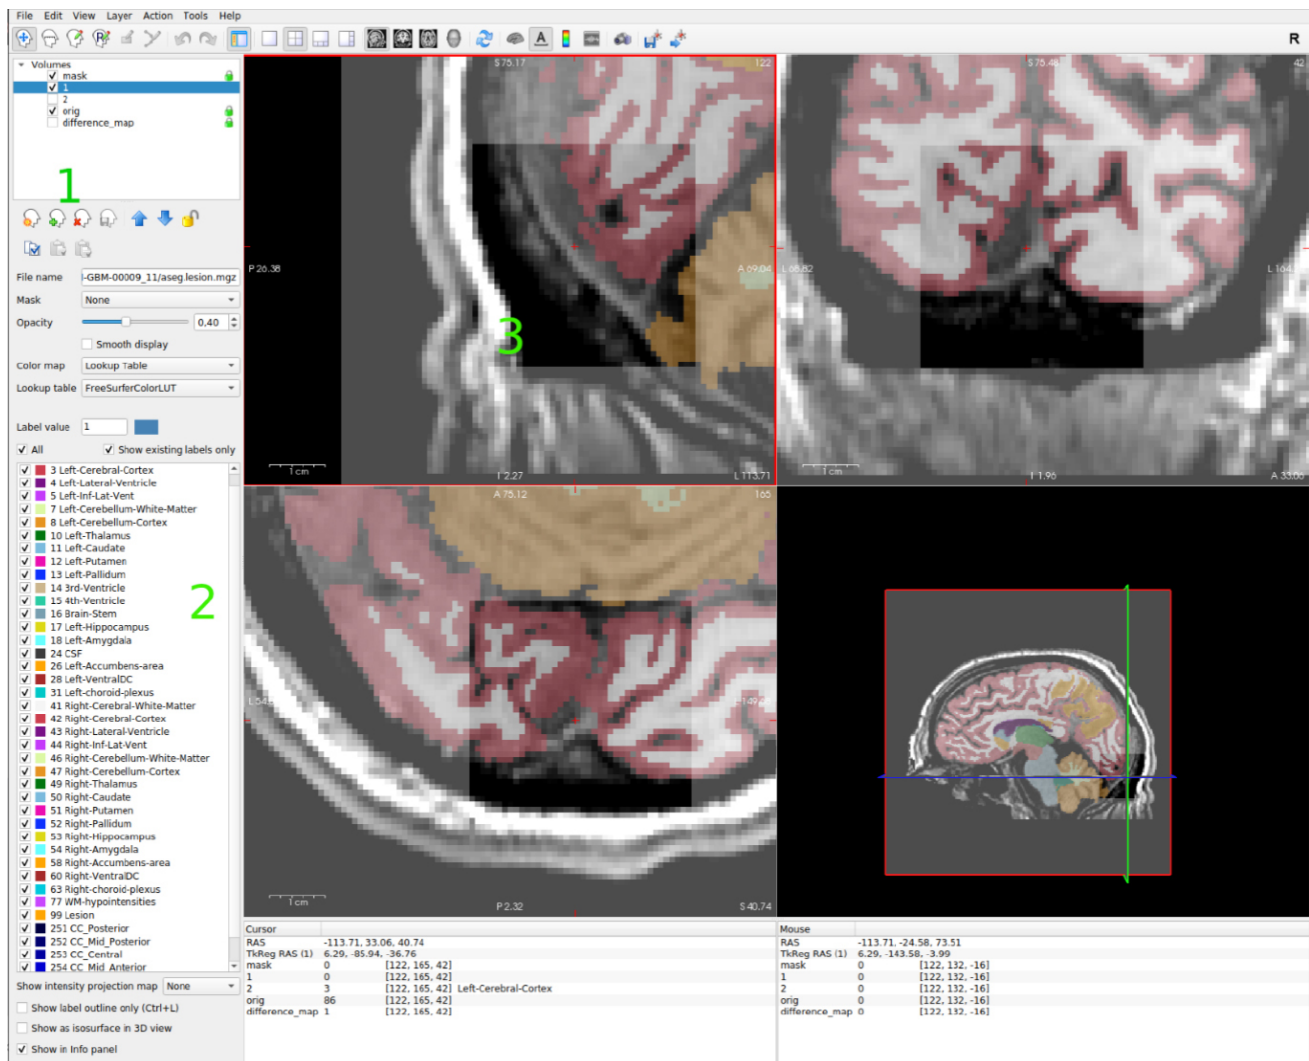 File Edit View Layer Action Tools Help
R
Volumes
mask
1
2
orig
difference_map
1
File name I-GBM-00009_11/aseg.lesion.mgz
Mask None
Opacity 0,40
Smooth display
Color map Lookup Table
Lookup table FreeSurferColorLUT
Label value 1
All Show existing labels only
3 Left-Cerebral-Cortex
4 Left-Lateral-Ventricle
5 Left-Inf-Lat-Vent
7 Left-Cerebellum-White-Matter
8 Left-Cerebellum-Cortex
10 Left-Thalamus
11 Left-Caudate
12 Left-Putamen
13 Left-Pallidum
14 3rd-Ventricle
15 4th-Ventricle
16 Brain-Stem
17 Left-Hippocampus
18 Left-Amygdala
24 CSF
26 Left-Accumbens-area
28 Left-VentralDC
31 Left-choroid-plexus
41 Right-Cerebral-White-Matter
42 Right-Cerebral-Cortex
43 Right-Lateral-Ventricle
44 Right-Inf-Lat-Vent
46 Right-Cerebellum-White-Matter
47 Right-Cerebellum-Cortex
49 Right-Thalamus
50 Right-Caudate
51 Right-Putamen
52 Right-Pallidum
53 Right-Hippocampus
54 Right-Amygdala
58 Right-Accumbens-area
60 Right-VentralDC
63 Right-choroid-plexus
77 WM-hypointensities
99 Lesion
251 CC_Posterior
252 CC_Mid_Posterior
253 CC_Central
254 CC_Mid_Anterior
2
Show intensity projection map None
Show label outline only (Ctrl+L)
Show as isosurface in 3D view
Show in Info panel
S 75.17 122
P 26.38 A 69.04
3
1 cm I 2.27 L 113.71
S 75.46 42
L 68.82 L 164
I 1.96 A 33.06
A 75.12 165
1 cm P 2.32 S 40.74
Cursor
RAS -113.71, 33.06, 40.74
TkReg RAS (1) 6.29, -85.94, -36.76
mask 0 [122, 165, 42]
1 0 [122, 165, 42]
2 3 [122, 165, 42] Left-Cerebral-Cortex
orig 86 [122, 165, 42]
difference_map 1 [122, 165, 42]
Mouse
RAS -113.71, -24.58, 73.51
TkReg RAS (1) 6.29, -143.58, -3.99
mask 0 [122, 132, -16]
1 0 [122, 132, -16]
2 0 [122, 132, -16]
orig 0 [122, 132, -16]
difference_map 0 [122, 132, -16]